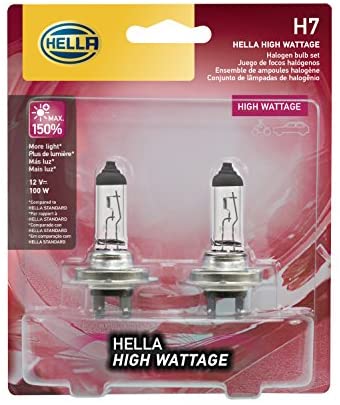 HELLA
H7
HELLA HIGH WATTAGE
Halogen bulb set
Juego de focos halógenos
Ensemble de ampoules halogène
Conjunto de lâmpadas de halogênio
HIGH WATTAGE
MAX.
150%
More light*
Plus de lumière*
Más luz*
Mais luz*
12 V
100 W
*Compared to
HELLA STANDARD
*Par rapport à
HELLA STANDARD
*Comparado con
HELLA STANDARD
*Em comparação com
HELLA STANDARD
HELLA
HIGH WATTAGE